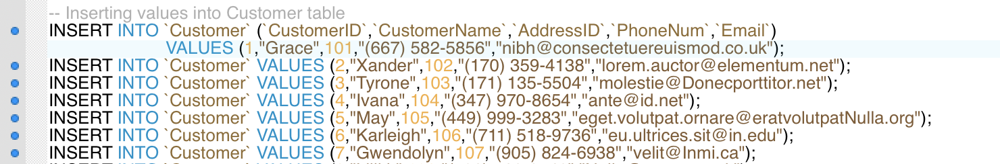 -- Inserting values into Customer table
INSERT INTO `Customer` (`CustomerID`,`CustomerName`,`AddressID`,`PhoneNum`,`Email`)
VALUES (1,"Grace",101,"(667) 582-5856","nibh@consectetuereuismod.co.uk");
INSERT INTO `Customer` VALUES (2,"Xander",102,"(170) 359-4138","lorem.auctor@elementum.net");
INSERT INTO `Customer` VALUES (3,"Tyrone",103,"(171) 135-5504","molestie@Donecporttitor.net");
INSERT INTO `Customer` VALUES (4,"Ivana",104,"(347) 970-8654","ante@id.net");
INSERT INTO `Customer` VALUES (5,"May",105,"(449) 999-3283","eget.volutpat.ornare@eratvolutpatNulla.org");
INSERT INTO `Customer` VALUES (6,"Karleigh",106,"(711) 518-9736","eu.ultrices.sit@in.edu");
INSERT INTO `Customer` VALUES (7,"Gwendolyn",107,"(905) 824-6938","velit@Inmi.ca");